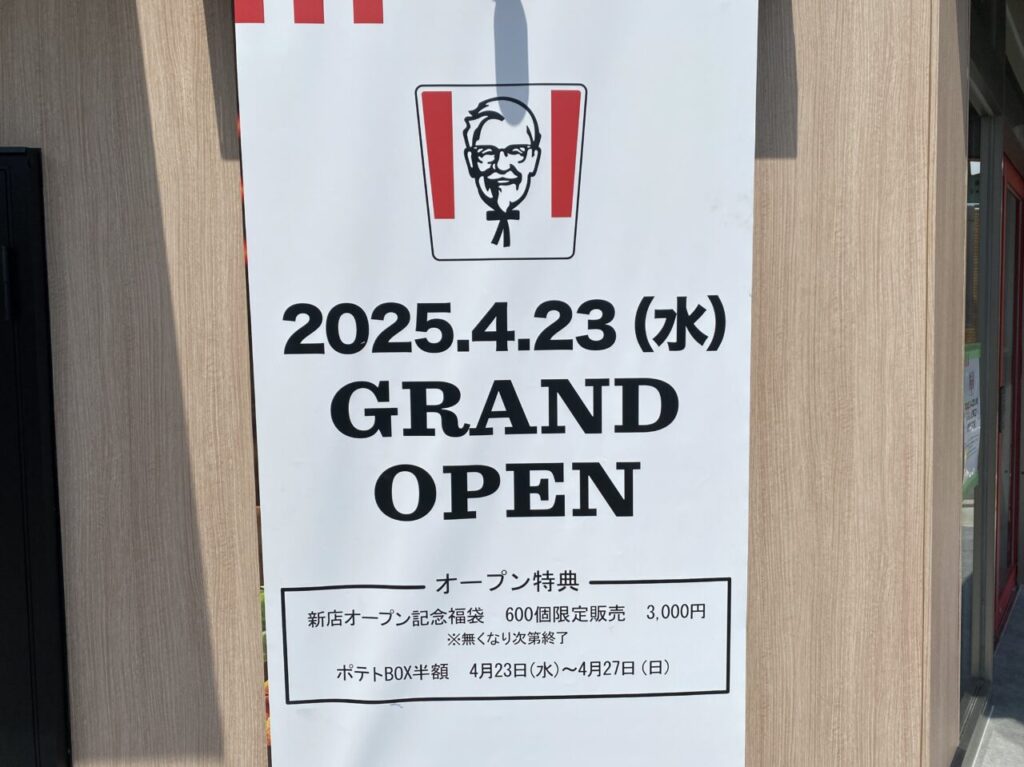 2025.4.23（水）
GRAND
OPEN
オープン特典
新店オープン記念福袋　600個限定販売　3,000円
※無くなり次第終了
ポテトBOX半額　4月23日(水)～4月27日（日）